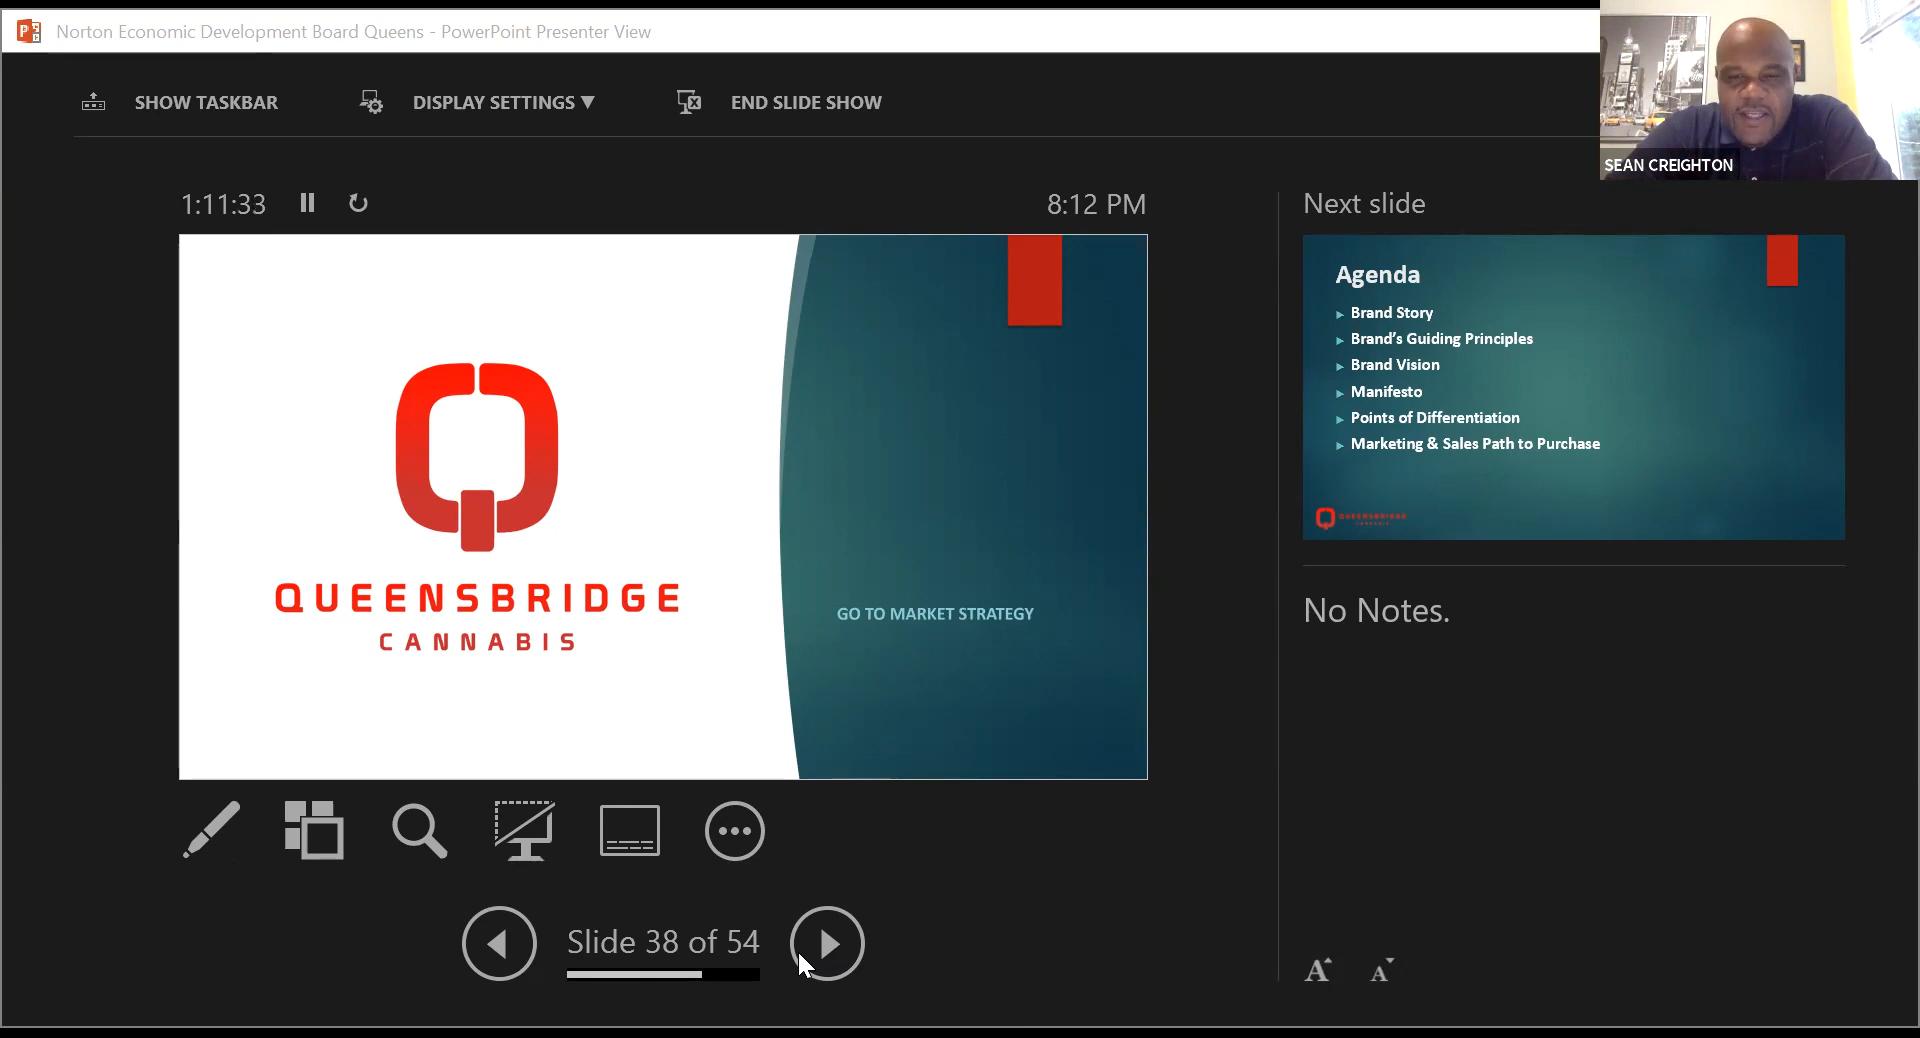 Norton Economic Development Board Queens - PowerPoint Presenter View
SEAN CREIGHTON
SHOW TASKBAR
DISPLAY SETTINGS ▼
END SLIDE SHOW
1:11:33
8:12 PM
QUEENSBRIDGE
CANNABIS
GO TO MARKET STRATEGY
Slide 38 of 54
Next slide
Agenda
Brand Story
Brand's Guiding Principles
Brand Vision
Manifesto
Points of Differentiation
Marketing & Sales Path to Purchase
QUEENSBRIDGE
CANNABIS
No Notes.
A A